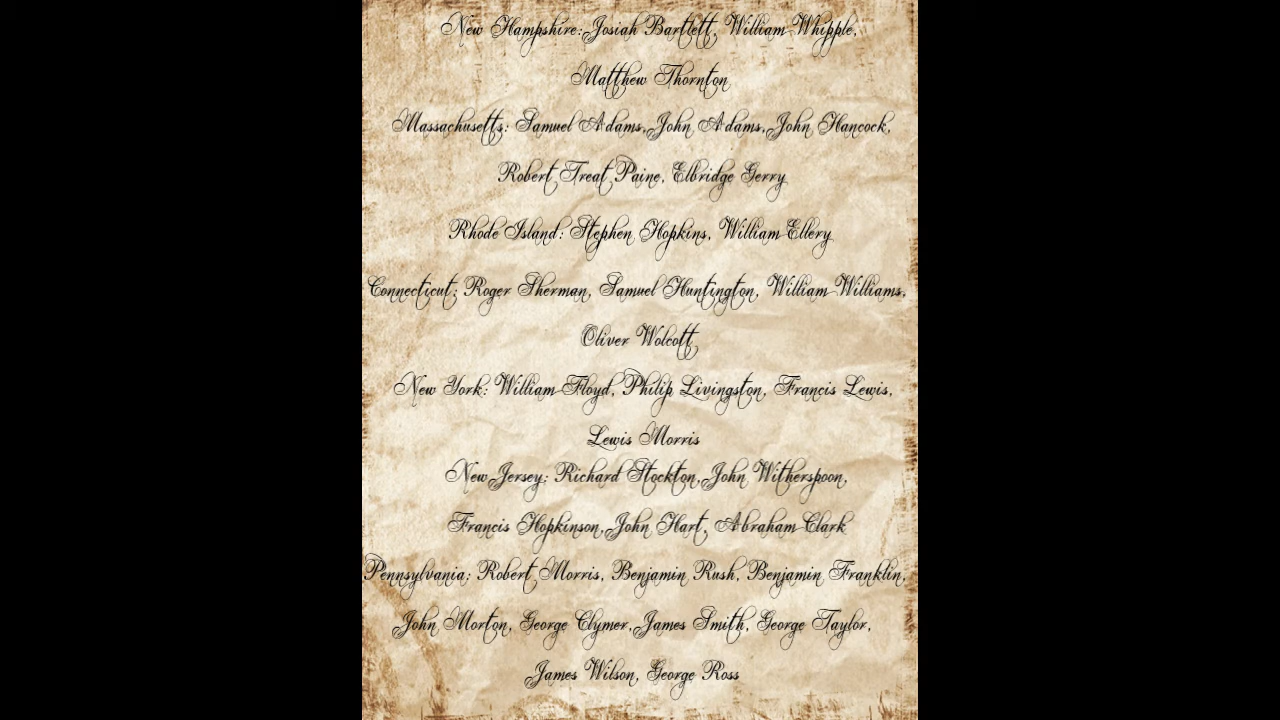 New Hampshire: Josiah Bartlett, William Whipple,
Matthew Thornton
Massachusetts: Samuel Adams, John Adams, John Hancock,
Robert Treat Paine, Elbridge Gerry
Rhode Island: Stephen Hopkins, William Ellery
Connecticut: Roger Sherman, Samuel Huntington, William Williams,
Oliver Wolcott
New York: William Floyd, Philip Livingston, Francis Lewis,
Lewis Morris
New Jersey: Richard Stockton, John Witherspoon,
Francis Hopkinson, John Hart, Abraham Clark
Pennsylvania: Robert Morris, Benjamin Rush, Benjamin Franklin,
John Morton, George Clymer, James Smith, George Taylor,
James Wilson, George Ross